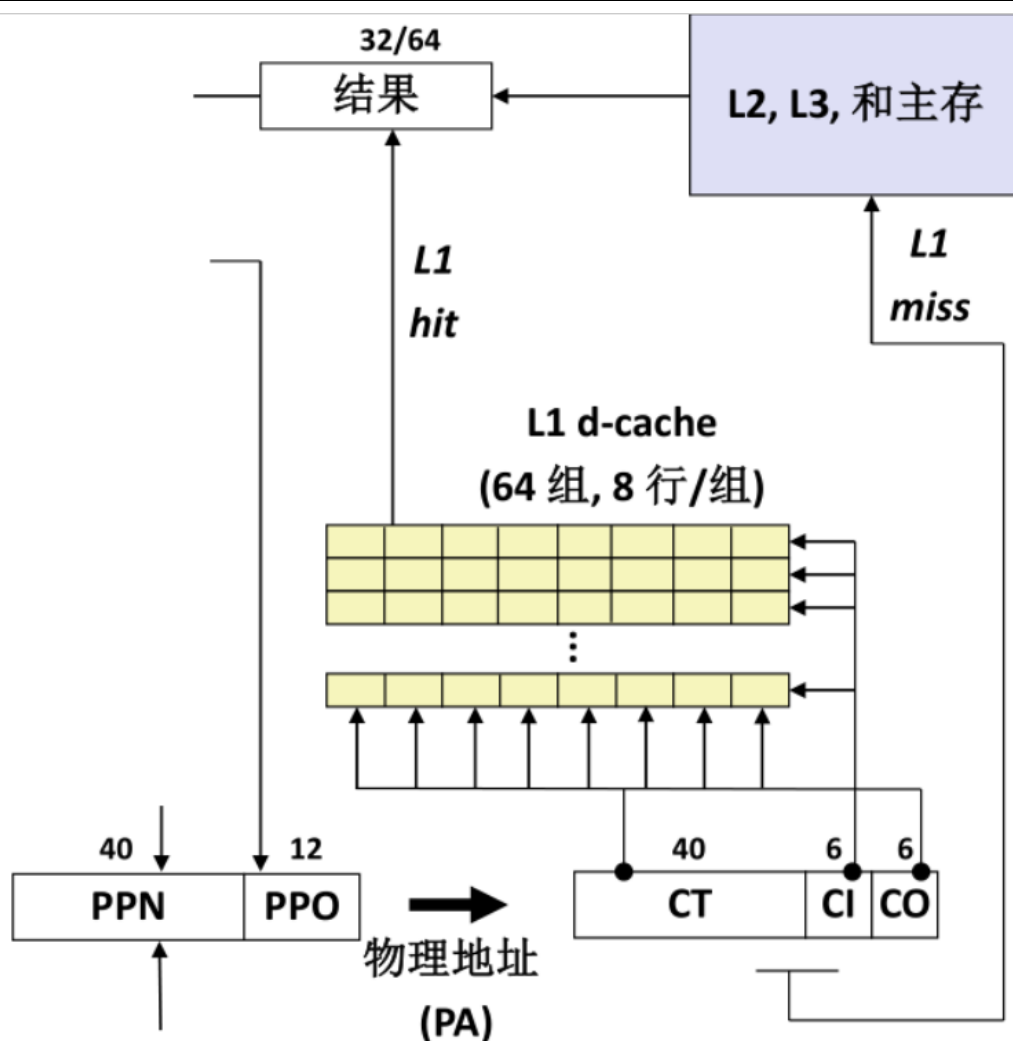 32/64
结果
L2, L3, 和主存
L1
hit
L1
miss
L1 d-cache
(64 组, 8 行/组)
40
12
PPN
PPO
物理地址
(PA)
40
6
6
CT
CI
CO